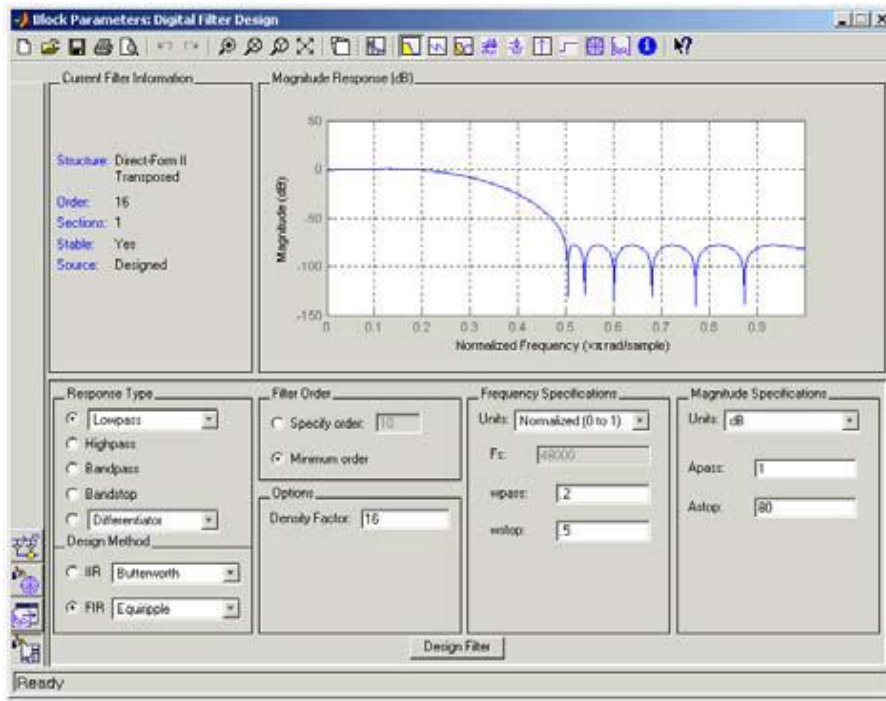 Block Parameters: Digital Filter Design
Current Filter Information
Structure: Direct-Form II
Transposed
Order: 16
Sections: 1
Stable: Yes
Source: Designed
Magnitude Response (dB)
50
0
-50
-100
-150
Magnitude (dB)
0 0.1 0.2 0.3 0.4 0.5 0.6 0.7 0.8 0.9
Normalized Frequency (×π rad/sample)
Response Type
Lowpass
Highpass
Bandpass
Bandstop
Differentiator
Design Method
IIR Butterworth
FIR Equiripple
Filter Order
Specify order: 10
Minimum order
Options
Density Factor: 16
Frequency Specifications
Units: Normalized (0 to 1)
Fs: 48000
wpass: .2
wstop: .5
Magnitude Specifications
Units: dB
Apass: 1
Astop: 80
Design Filter
Ready